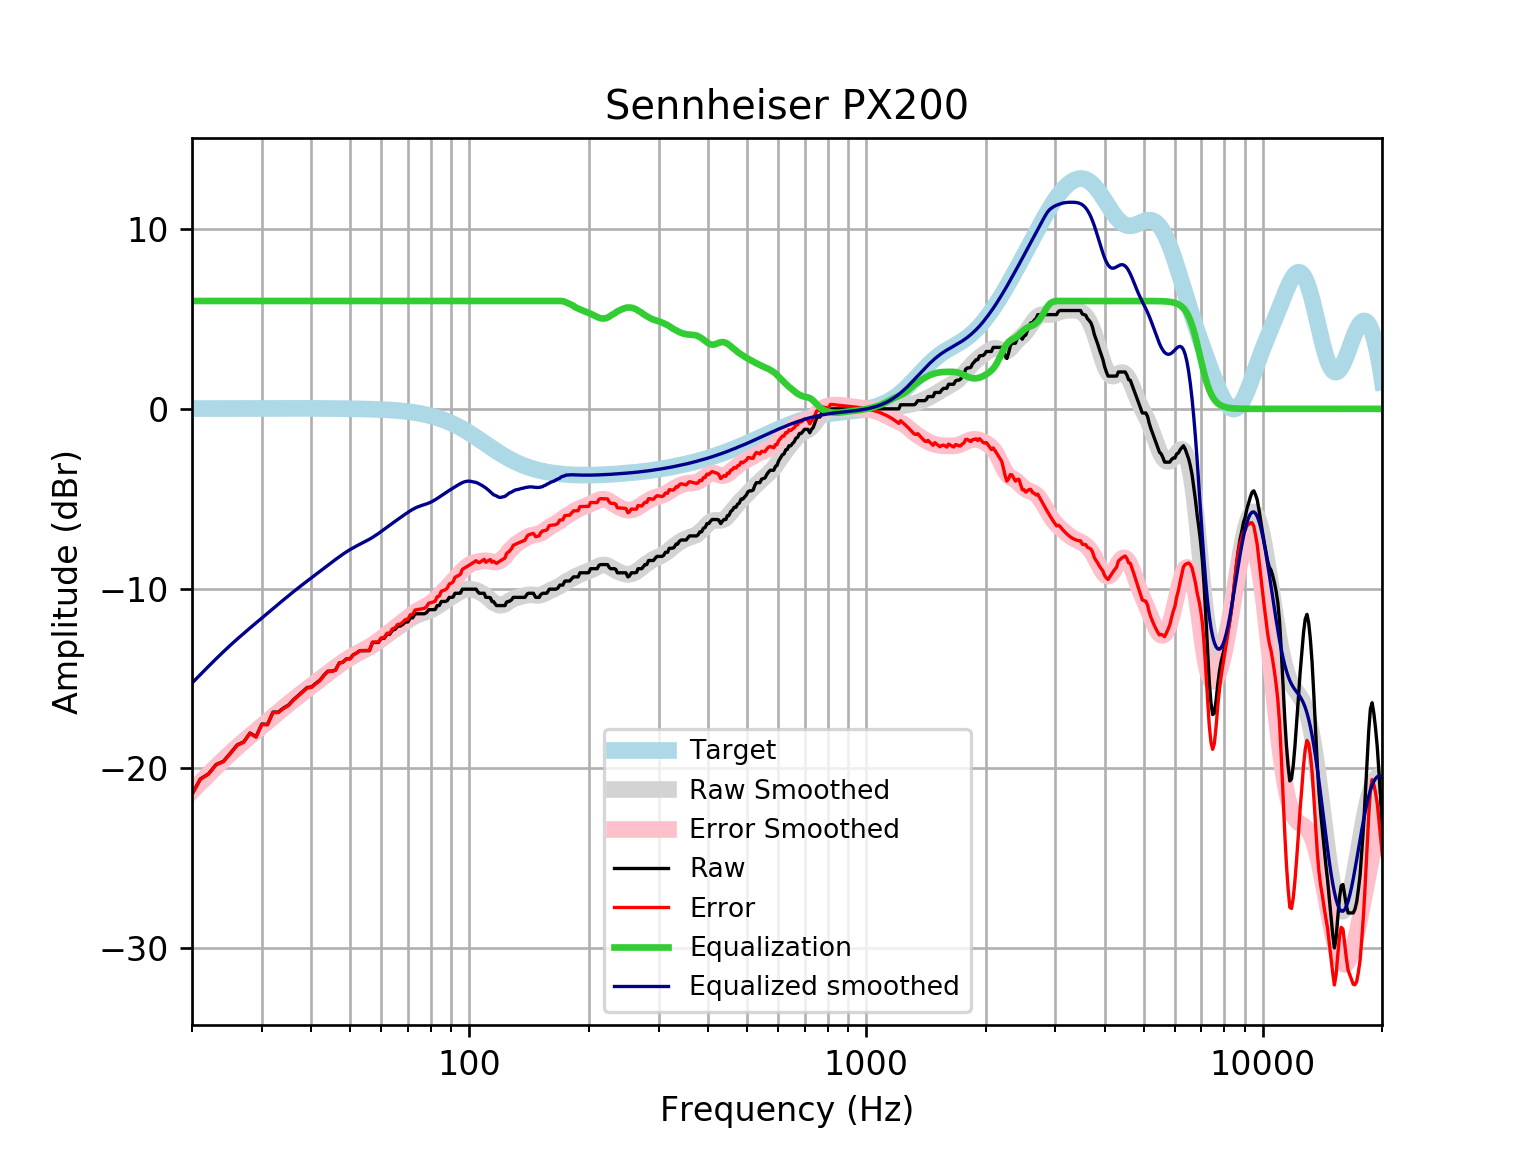 Sennheiser PX200
Amplitude (dBr)
10
0
−10
−20
−30
Target
Raw Smoothed
Error Smoothed
Raw
Error
Equalization
Equalized smoothed
100 1000 10000
Frequency (Hz)